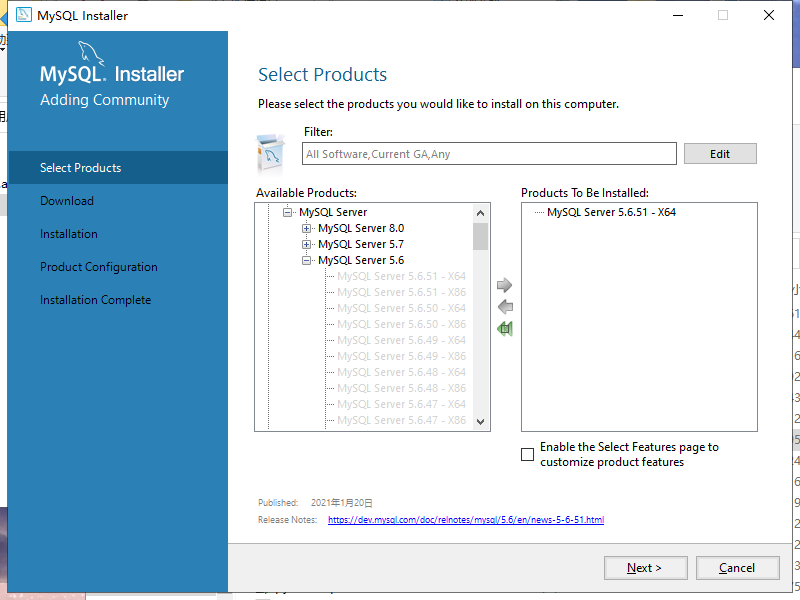 MySQL Installer
MySQL. Installer
Adding Community
Select Products
Download
Installation
Product Configuration
Installation Complete
Select Products
Please select the products you would like to install on this computer.
Filter:
All Software,Current GA,Any
Edit
Available Products:
MySQL Server
MySQL Server 8.0
MySQL Server 5.7
MySQL Server 5.6
MySQL Server 5.6.51 - X64
MySQL Server 5.6.51 - X86
MySQL Server 5.6.50 - X64
MySQL Server 5.6.50 - X86
MySQL Server 5.6.49 - X64
MySQL Server 5.6.49 - X86
MySQL Server 5.6.48 - X64
MySQL Server 5.6.48 - X86
MySQL Server 5.6.47 - X64
MySQL Server 5.6.47 - X86
Products To Be Installed:
MySQL Server 5.6.51 - X64
Enable the Select Features page to
customize product features
Published: 2021年1月20日
Release Notes: https://dev.mysql.com/doc/relnotes/mysql/5.6/en/news-5-6-51.html
Next >
Cancel